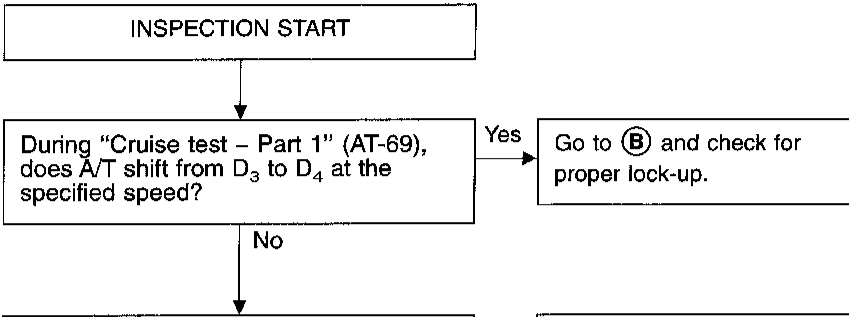 INSPECTION START
During “Cruise test – Part 1” (AT-69),
does A/T shift from D₃ to D₄ at the
specified speed?
Yes
Go to Ⓑ and check for
proper lock-up.
No